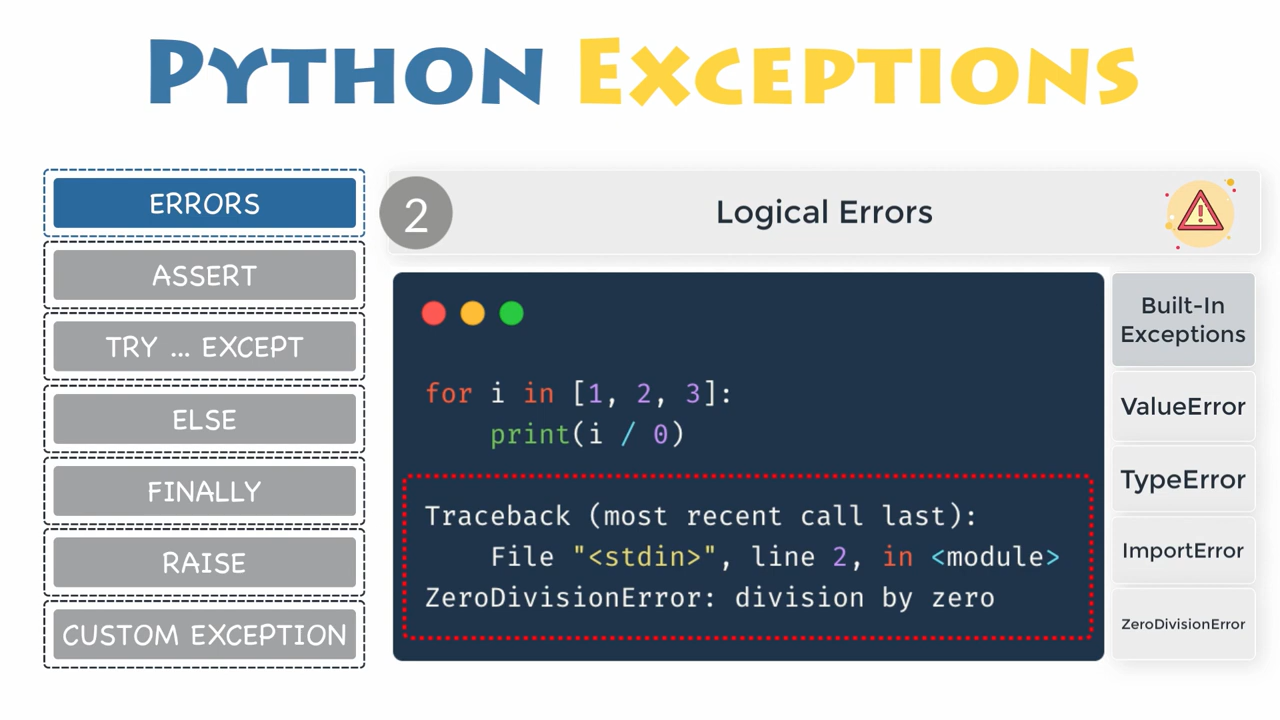 PYTHON EXCEPTIONS
ERRORS
ASSERT
TRY ... EXCEPT
ELSE
FINALLY
RAISE
CUSTOM EXCEPTION
2
Logical Errors
for i in [1, 2, 3]:
    print(i / 0)
Traceback (most recent call last):
    File "<stdin>", line 2, in <module>
ZeroDivisionError: division by zero
Built-In
Exceptions
ValueError
TypeError
ImportError
ZeroDivisionError